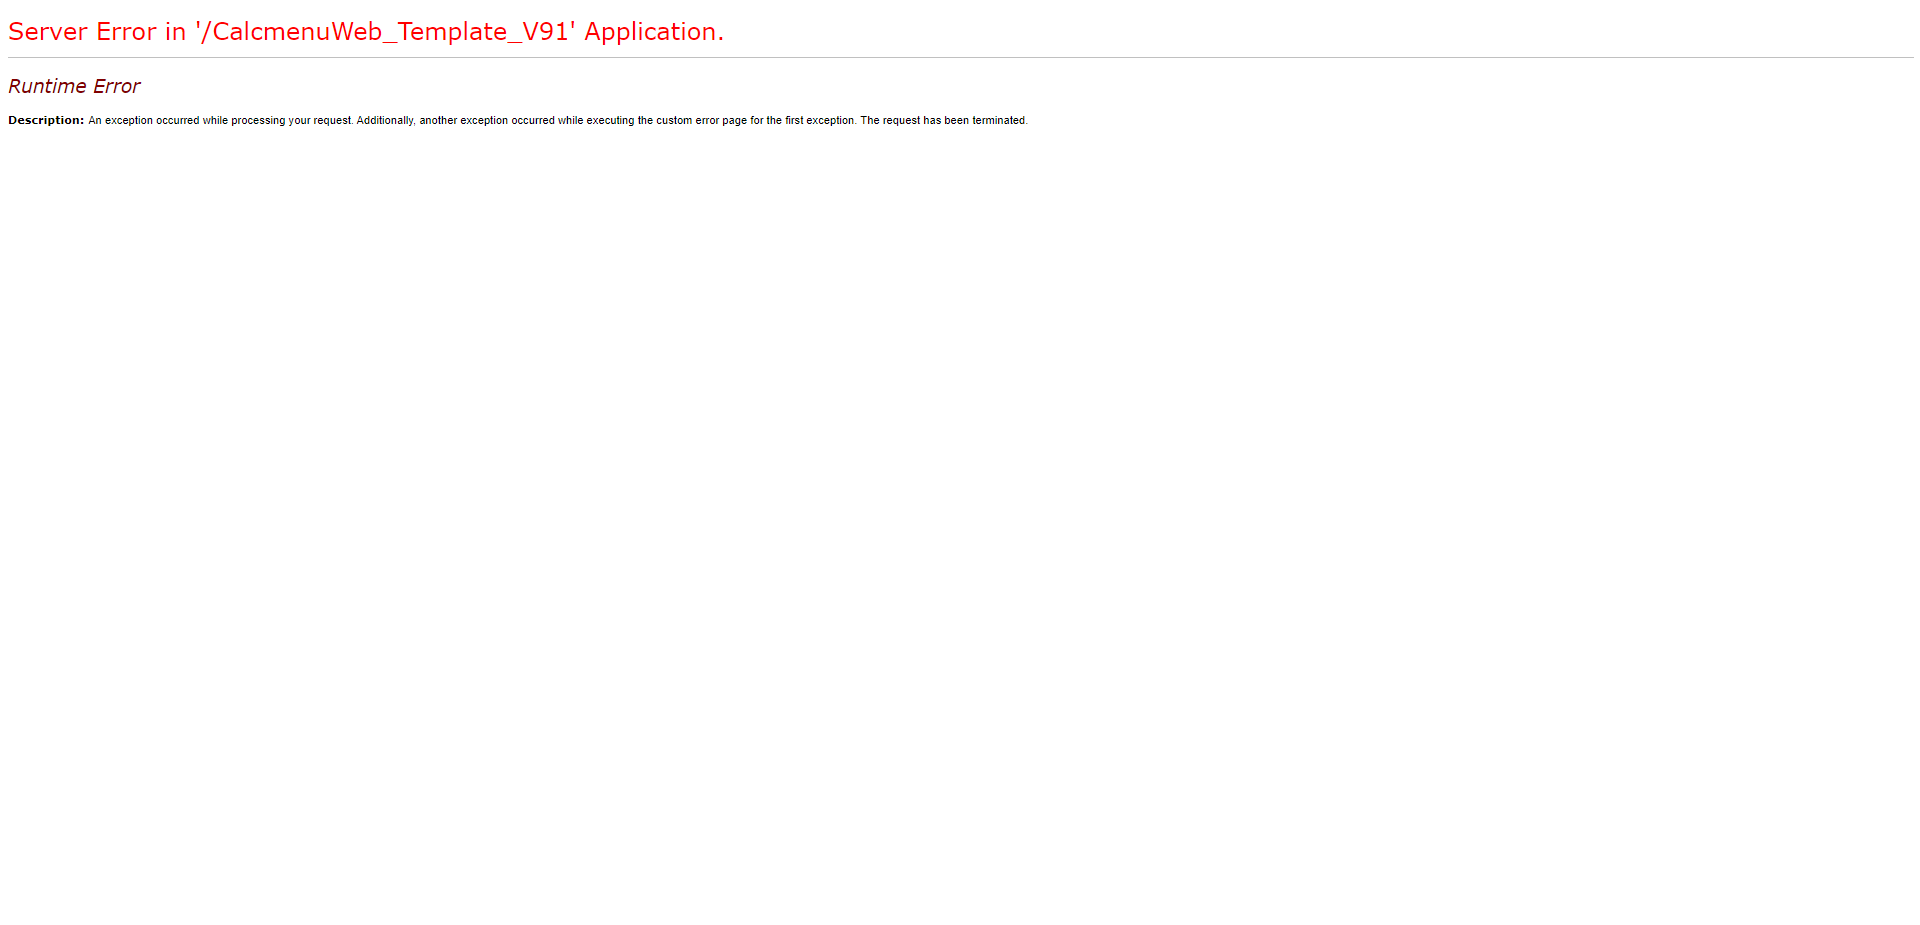 Server Error in '/CalcmenuWeb_Template_V91' Application.
Runtime Error
Description: An exception occurred while processing your request. Additionally, another exception occurred while executing the custom error page for the first exception. The request has been terminated.